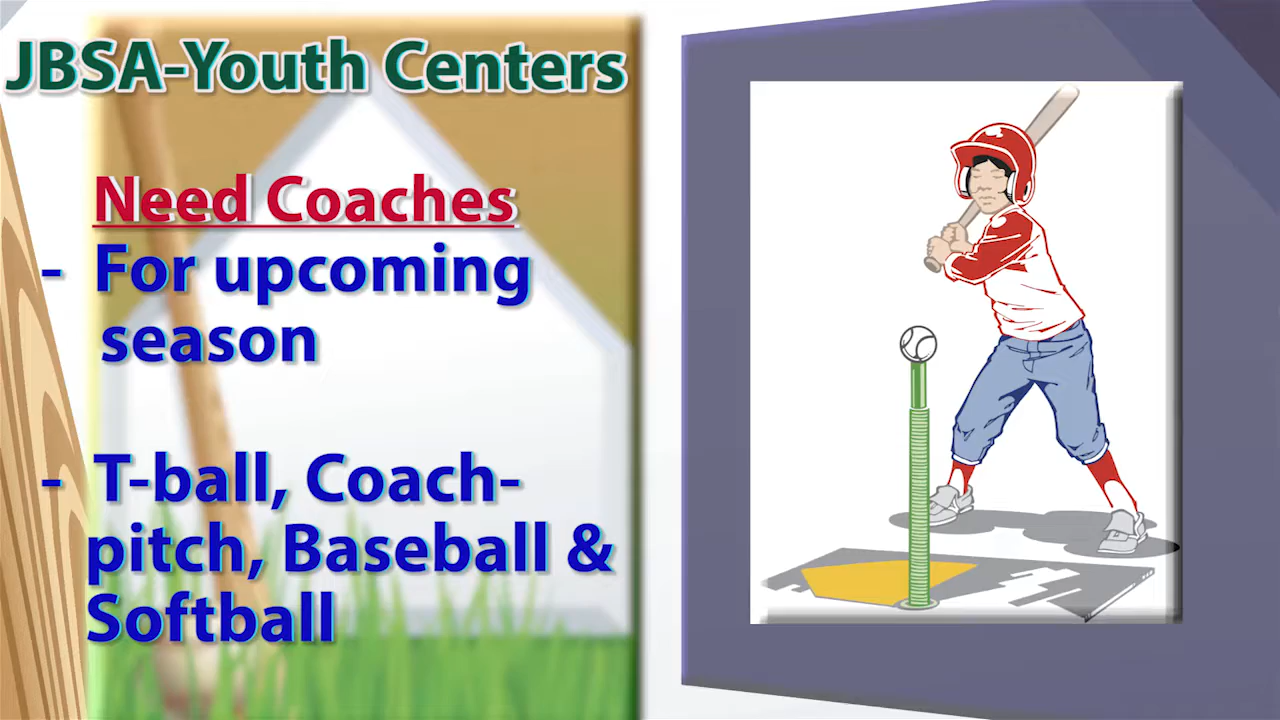 JBSA-Youth Centers
Need Coaches
- For upcoming
season
- T-ball, Coach-
pitch, Baseball &
Softball